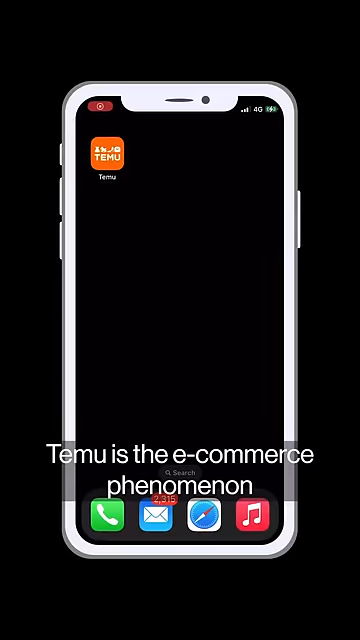 4G
TEMU
Temu
Temu is the e-commerce
Search
phenomenon
2,315